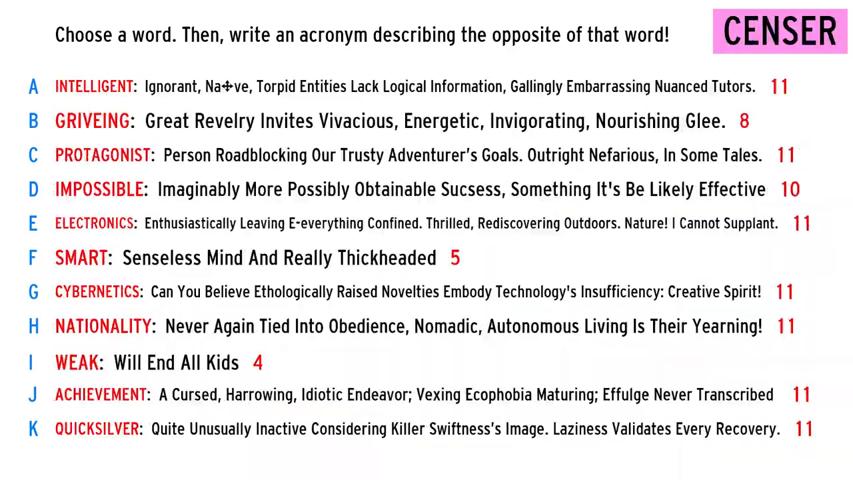 Choose a word. Then, write an acronym describing the opposite of that word!
CENSER
A INTELLIGENT: Ignorant, Na✣ve, Torpid Entities Lack Logical Information, Gallingly Embarrassing Nuanced Tutors. 11
B GRIVEING: Great Revelry Invites Vivacious, Energetic, Invigorating, Nourishing Glee. 8
C PROTAGONIST: Person Roadblocking Our Trusty Adventurer's Goals. Outright Nefarious, In Some Tales. 11
D IMPOSSIBLE: Imaginably More Possibly Obtainable Sucsess, Something It's Be Likely Effective 10
E ELECTRONICS: Enthusiastically Leaving E-everything Confined. Thrilled, Rediscovering Outdoors. Nature! I Cannot Supplant. 11
F SMART: Senseless Mind And Really Thickheaded 5
G CYBERNETICS: Can You Believe Ethologically Raised Novelties Embody Technology's Insufficiency: Creative Spirit! 11
H NATIONALITY: Never Again Tied Into Obedience, Nomadic, Autonomous Living Is Their Yearning! 11
I WEAK: Will End All Kids 4
J ACHIEVEMENT: A Cursed, Harrowing, Idiotic Endeavor; Vexing Ecophobia Maturing; Effulge Never Transcribed 11
K QUICKSILVER: Quite Unusually Inactive Considering Killer Swiftness's Image. Laziness Validates Every Recovery. 11